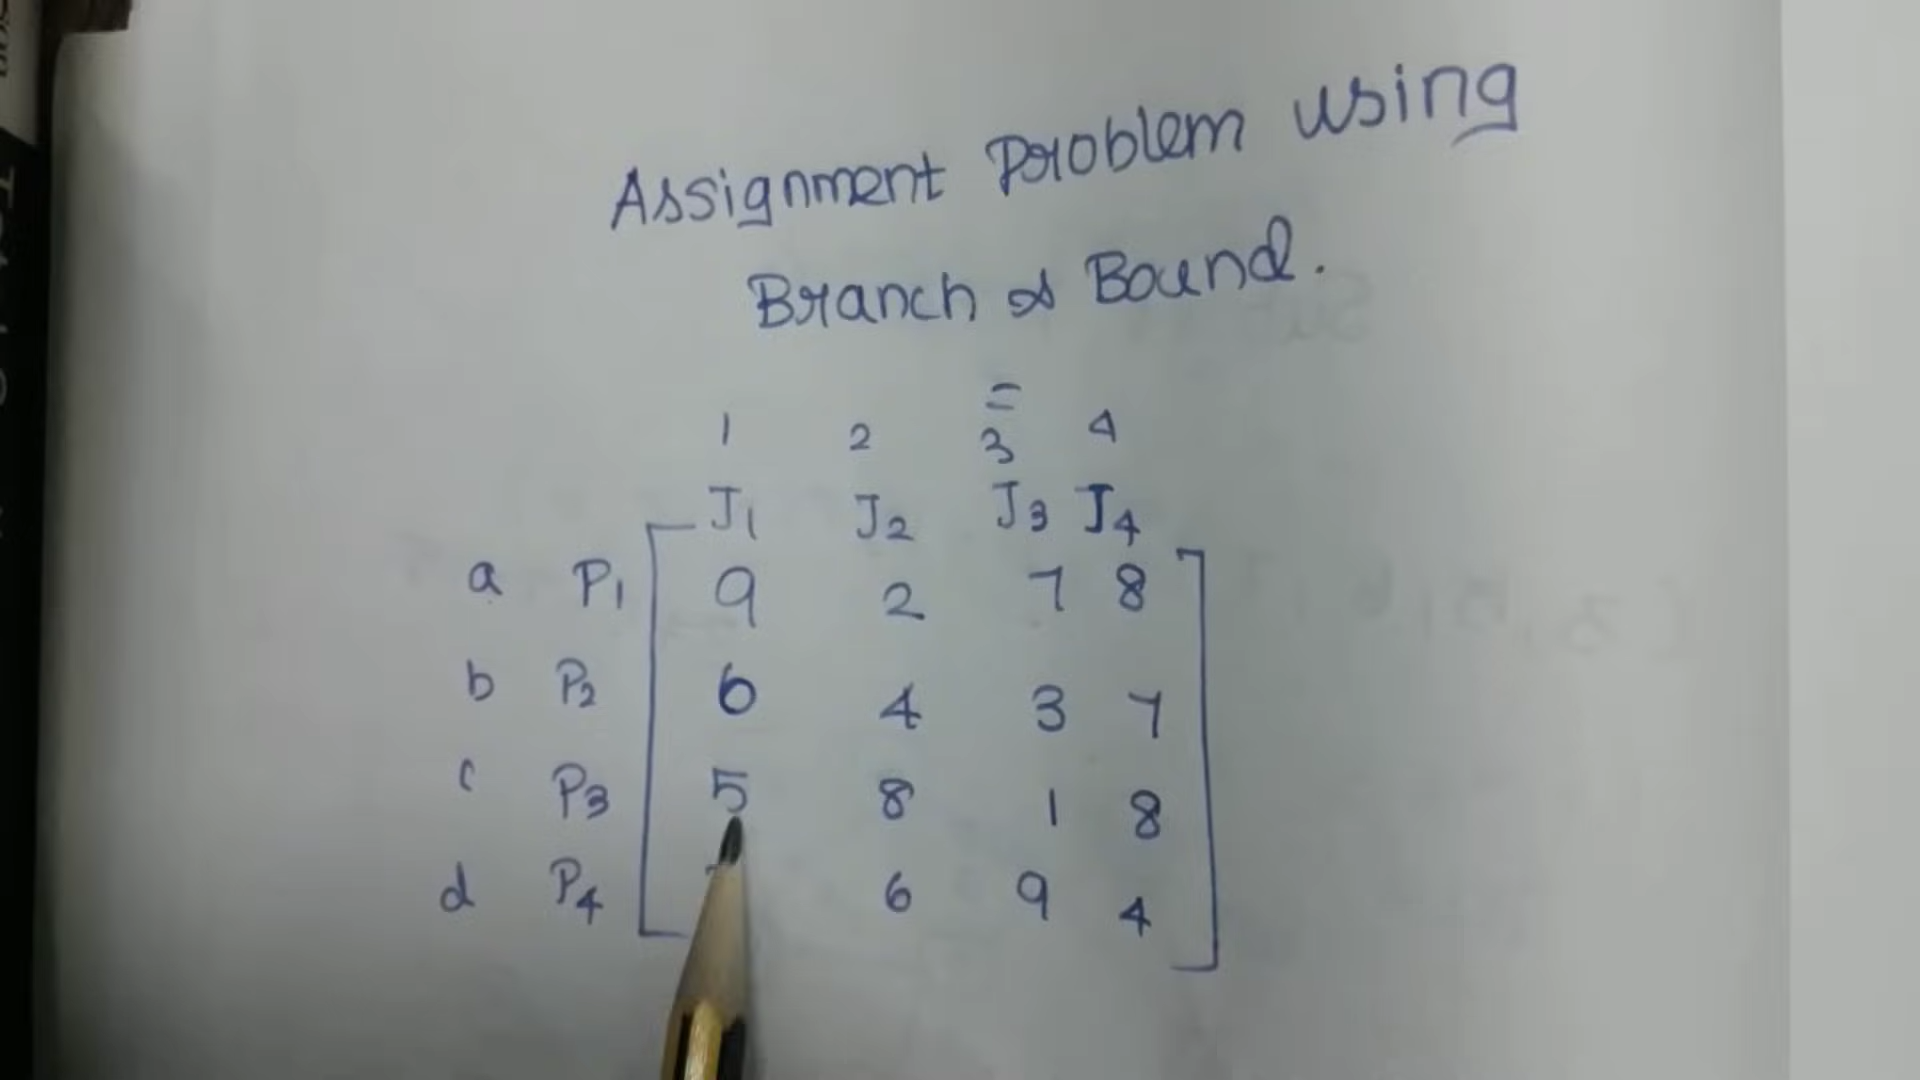 Assignment Problem using
Branch & Bound.
1 2 3 4
J1 J2 J3 J4
a P1 9 2 7 8
b P2 6 4 3 7
c P3 5 8 1 8
d P4 6 9 4